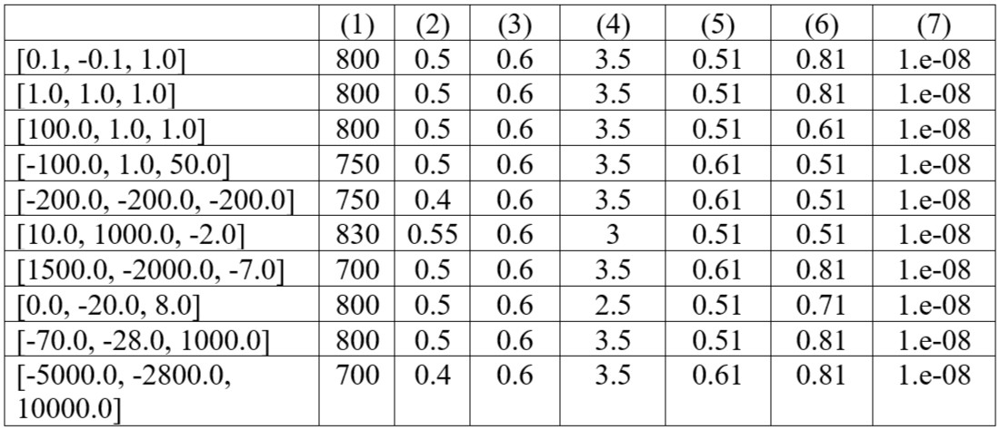 (1) (2) (3) (4) (5) (6) (7)
[0.1, -0.1, 1.0] 800 0.5 0.6 3.5 0.51 0.81 1.e-08
[1.0, 1.0, 1.0] 800 0.5 0.6 3.5 0.51 0.81 1.e-08
[100.0, 1.0, 1.0] 800 0.5 0.6 3.5 0.51 0.61 1.e-08
[-100.0, 1.0, 50.0] 750 0.5 0.6 3.5 0.61 0.51 1.e-08
[-200.0, -200.0, -200.0] 750 0.4 0.6 3.5 0.61 0.51 1.e-08
[10.0, 1000.0, -2.0] 830 0.55 0.6 3 0.51 0.51 1.e-08
[1500.0, -2000.0, -7.0] 700 0.5 0.6 3.5 0.61 0.81 1.e-08
[0.0, -20.0, 8.0] 800 0.5 0.6 2.5 0.51 0.71 1.e-08
[-70.0, -28.0, 1000.0] 800 0.5 0.6 3.5 0.51 0.81 1.e-08
[-5000.0, -2800.0, 700 0.4 0.6 3.5 0.61 0.81 1.e-08
10000.0]